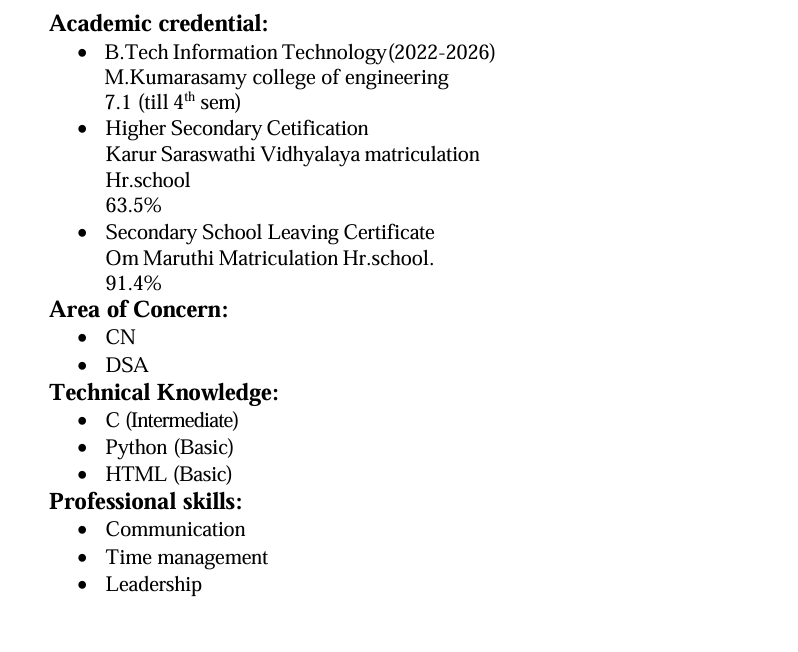 Academic credential:
• B.Tech Information Technology(2022-2026)
M.Kumarasamy college of engineering
7.1 (till 4th sem)
• Higher Secondary Cetification
Karur Saraswathi Vidhyalaya matriculation
Hr.school
63.5%
• Secondary School Leaving Certificate
Om Maruthi Matriculation Hr.school.
91.4%
Area of Concern:
• CN
• DSA
Technical Knowledge:
• C (Intermediate)
• Python (Basic)
• HTML (Basic)
Professional skills:
• Communication
• Time management
• Leadership